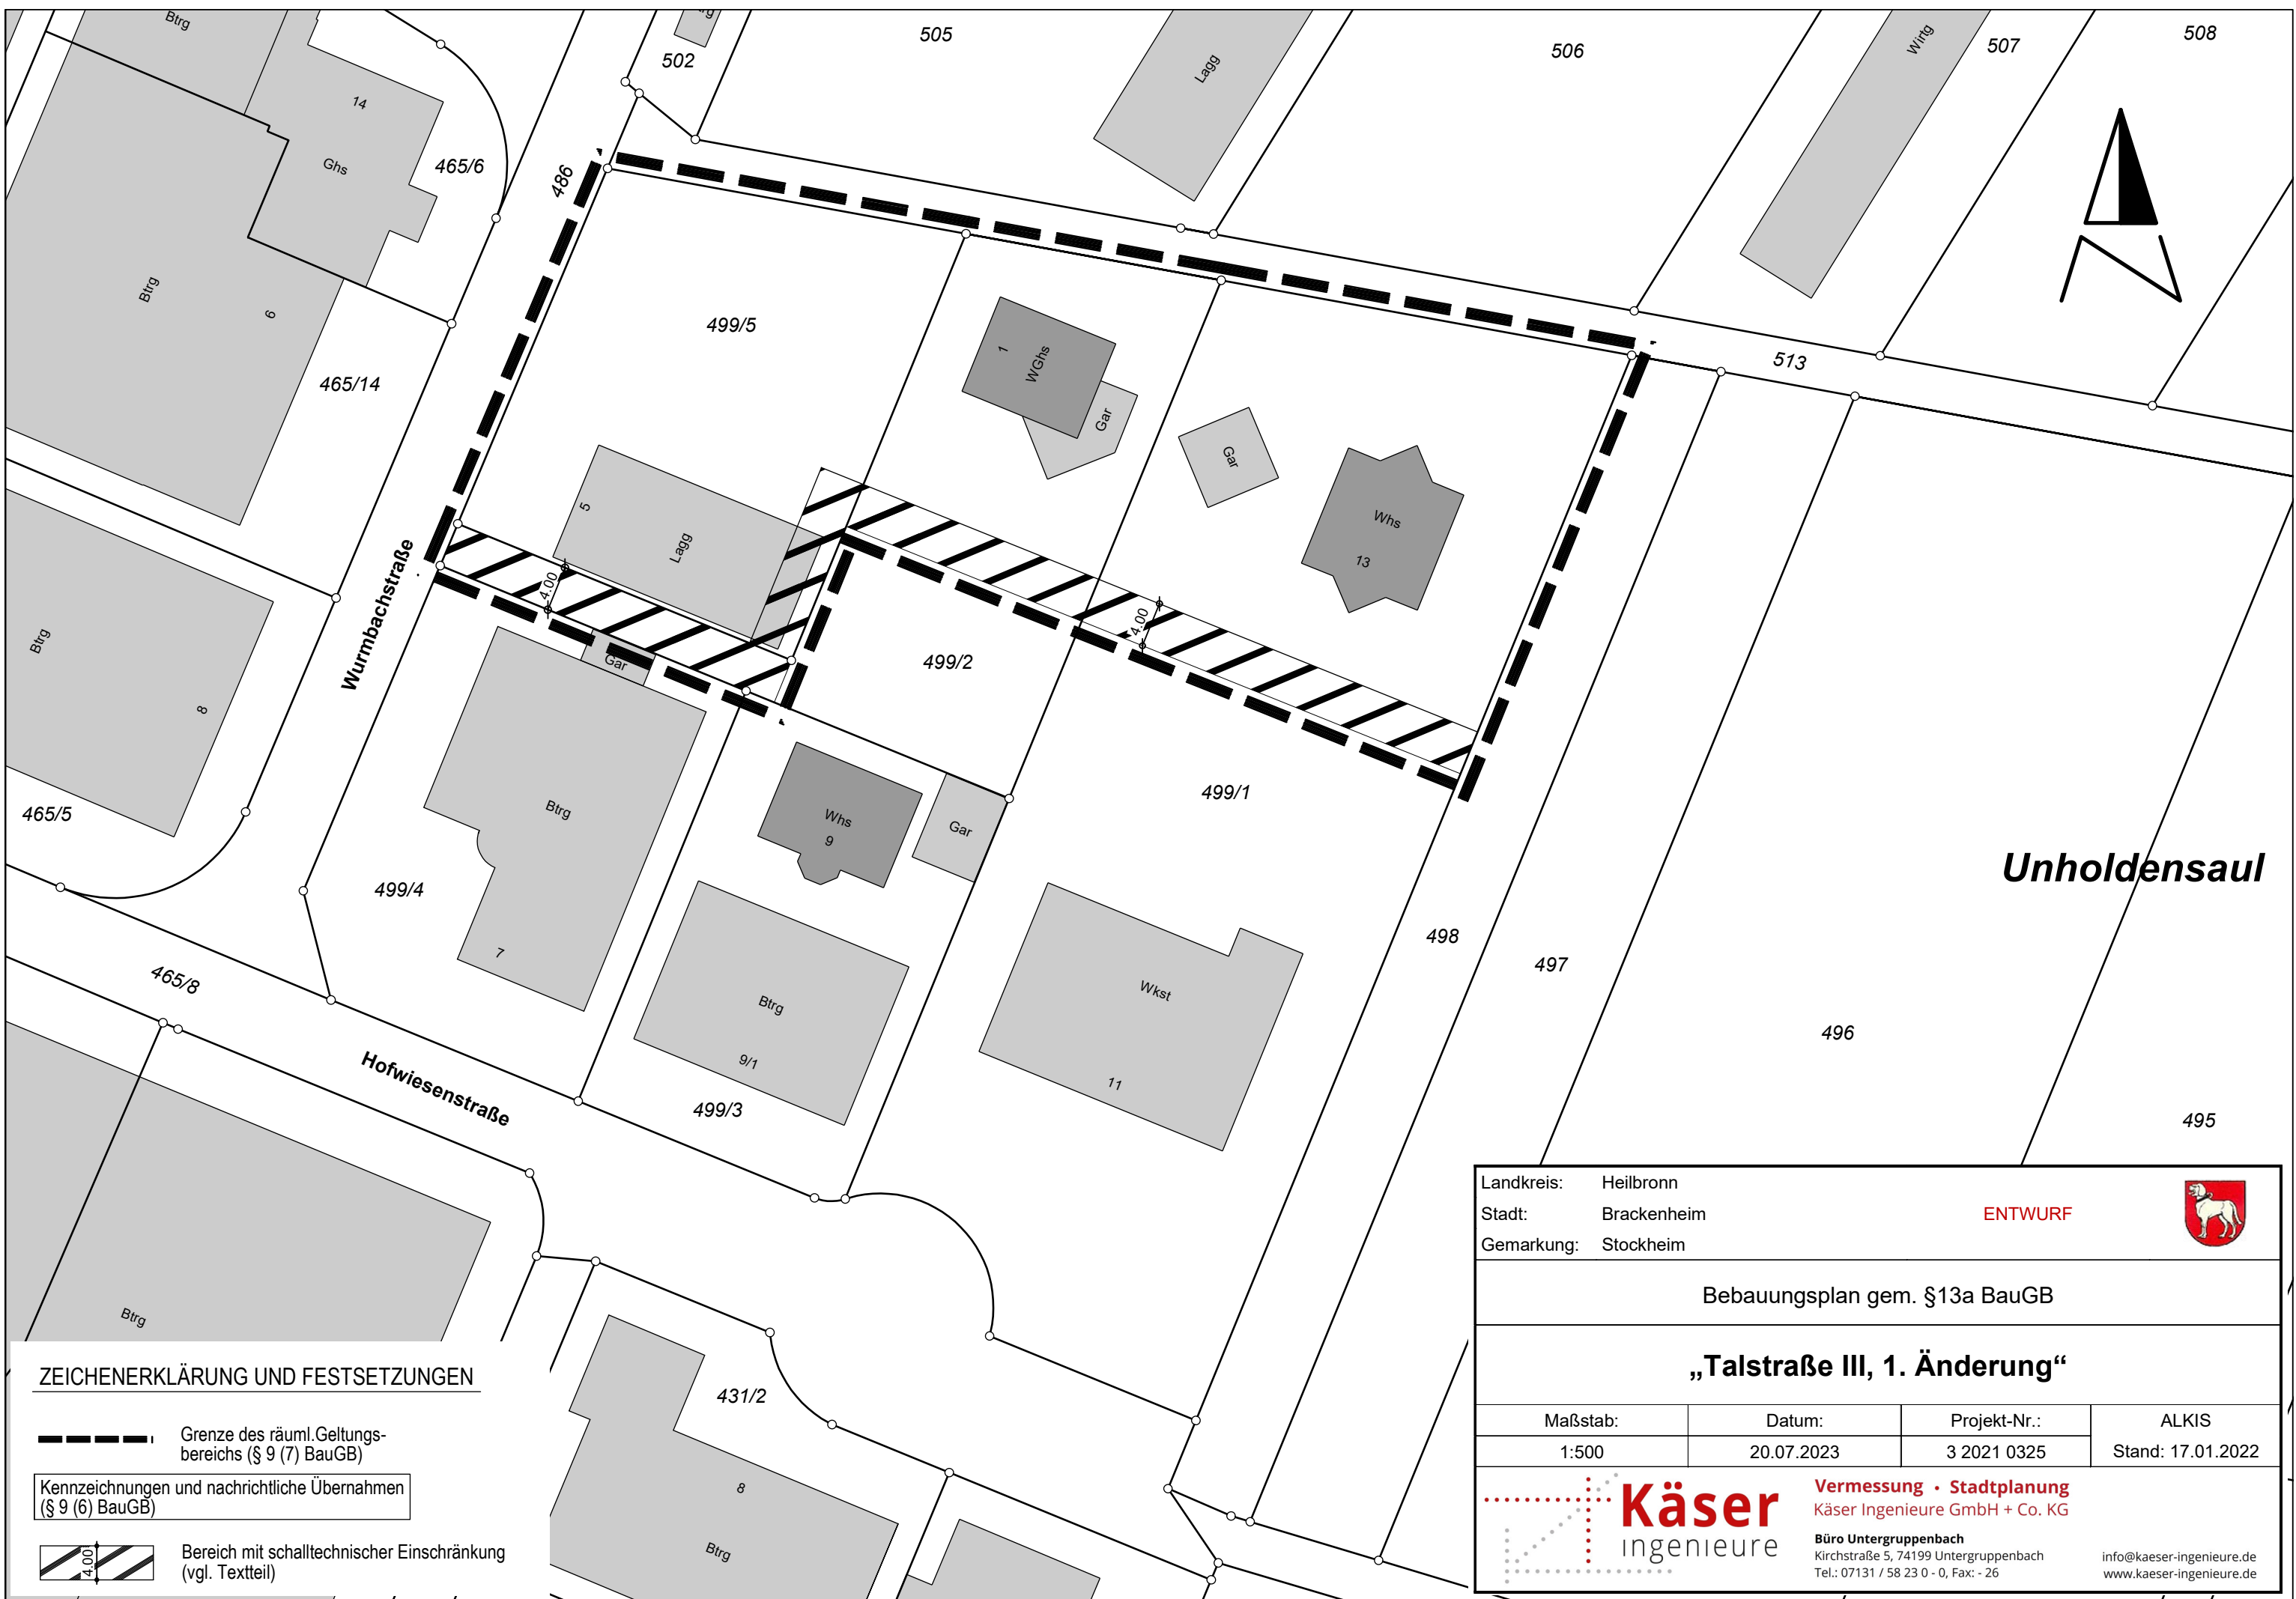 Btrg
rg
505
Wirtg
507
508
502
506
Lagg
14
Ghs
465/6
486
Btrg
6
499/5
1
WGhs
513
465/14
Gar
Gar
5
Lagg
Whs
13
Wurmbachstraße
4.00
4.00
Btrg
Gar
499/2
8
499/1
465/5
Btrg
Whs
9
Gar
Unholdensaul
499/4
7
498
497
465/8
Btrg
Wkst
496
Hofwiesenstraße
9/1
11
499/3
495
Btrg
431/2
8
Btrg
ZEICHENERKLÄRUNG UND FESTSETZUNGEN
Grenze des räuml.Geltungs-
bereichs (§ 9 (7) BauGB)
Kennzeichnungen und nachrichtliche Übernahmen
(§ 9 (6) BauGB)
4.00
Bereich mit schalltechnischer Einschränkung
(vgl. Textteil)
Landkreis: Heilbronn
Stadt: Brackenheim
ENTWURF
Gemarkung: Stockheim
Bebauungsplan gem. §13a BauGB
„Talstraße III, 1. Änderung“
Maßstab: Datum: Projekt-Nr.: ALKIS
1:500 20.07.2023 3 2021 0325 Stand: 17.01.2022
Käser
ingenieure
Vermessung • Stadtplanung
Käser Ingenieure GmbH + Co. KG
Büro Untergruppenbach
Kirchstraße 5, 74199 Untergruppenbach
Tel.: 07131 / 58 23 0 - 0, Fax: - 26
info@kaeser-ingenieure.de
www.kaeser-ingenieure.de